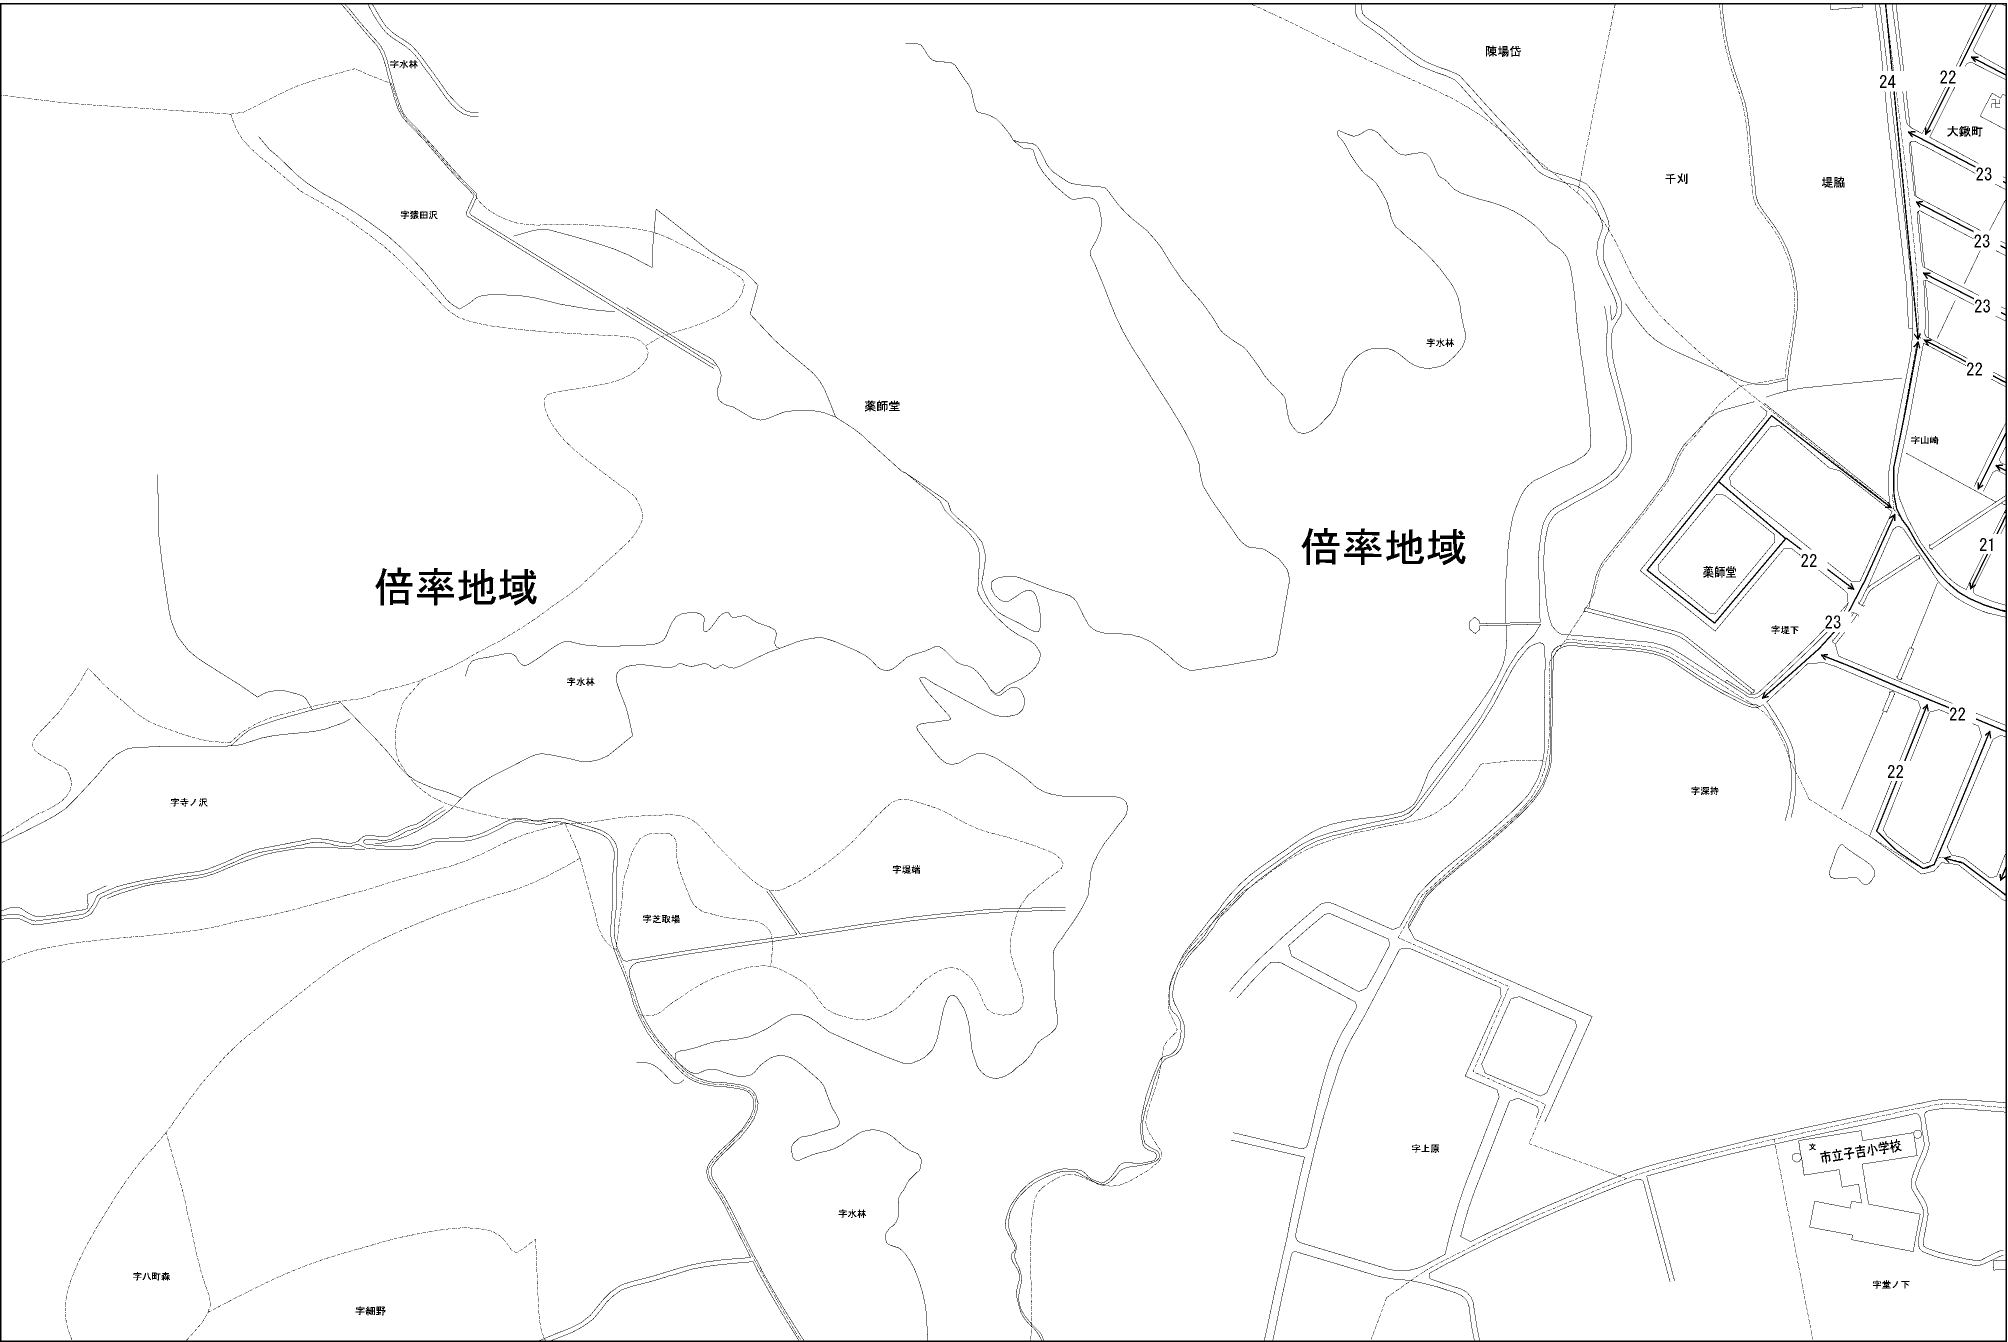 字水林
陳場岱
24
22
大鍬町
23
千刈
堤脇
字猿田沢
23
23
字水林
22
薬師堂
字山崎
倍率地域
倍率地域
21
22
薬師堂
23
字堤下
字水林
22
22
字深持
字寺ノ沢
字堤端
字芝取場
文
市立子吉小学校
字上原
字水林
字八町森
字細野
字堂ノ下